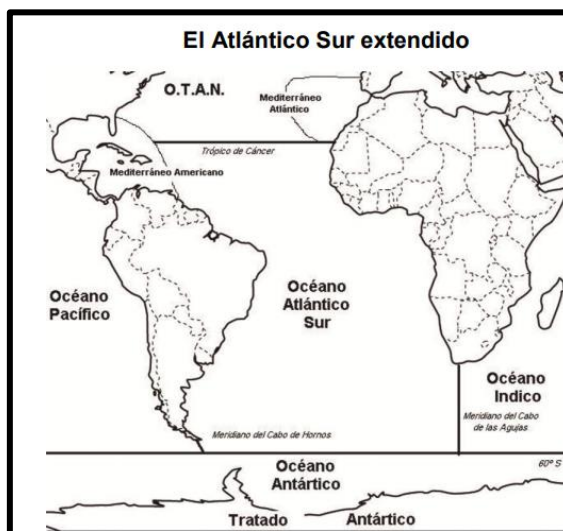 El Atlántico Sur extendido
O.T.A.N.
Mediterráneo
Atlántico
Trópico de Cáncer
Mediterráneo Americano
Océano
Pacífico
Océano
Atlántico
Sur
Océano
Indico
Meridiano del Cabo
de las Agujas
Meridiano del Cabo de Hornos
60º S
Océano
Antártico
Tratado Antártico